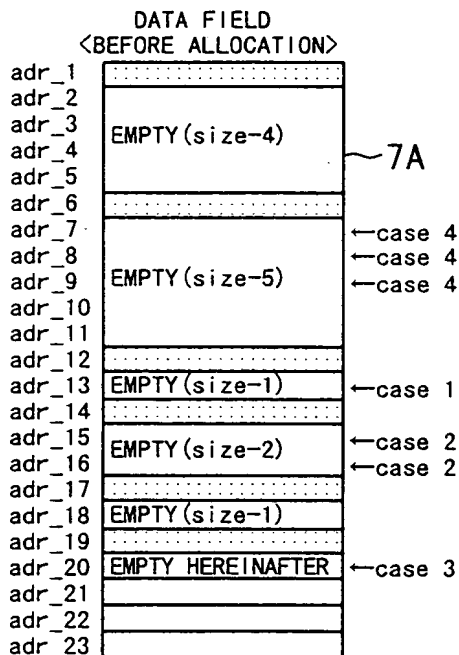 DATA FIELD
<BEFORE ALLOCATION>
adr_1
adr_2
adr_3
adr_4
adr_5
EMPTY(size-4)
7A
adr_6
adr_7
←case 4
adr_8
←case 4
adr_9
EMPTY(size-5)
←case 4
adr_10
adr_11
adr_12
adr_13
EMPTY(size-1)
←case 1
adr_14
adr_15
←case 2
EMPTY(size-2)
adr_16
←case 2
adr_17
adr_18
EMPTY(size-1)
adr_19
adr_20
EMPTY HEREINAFTER
←case 3
adr_21
adr_22
adr_23